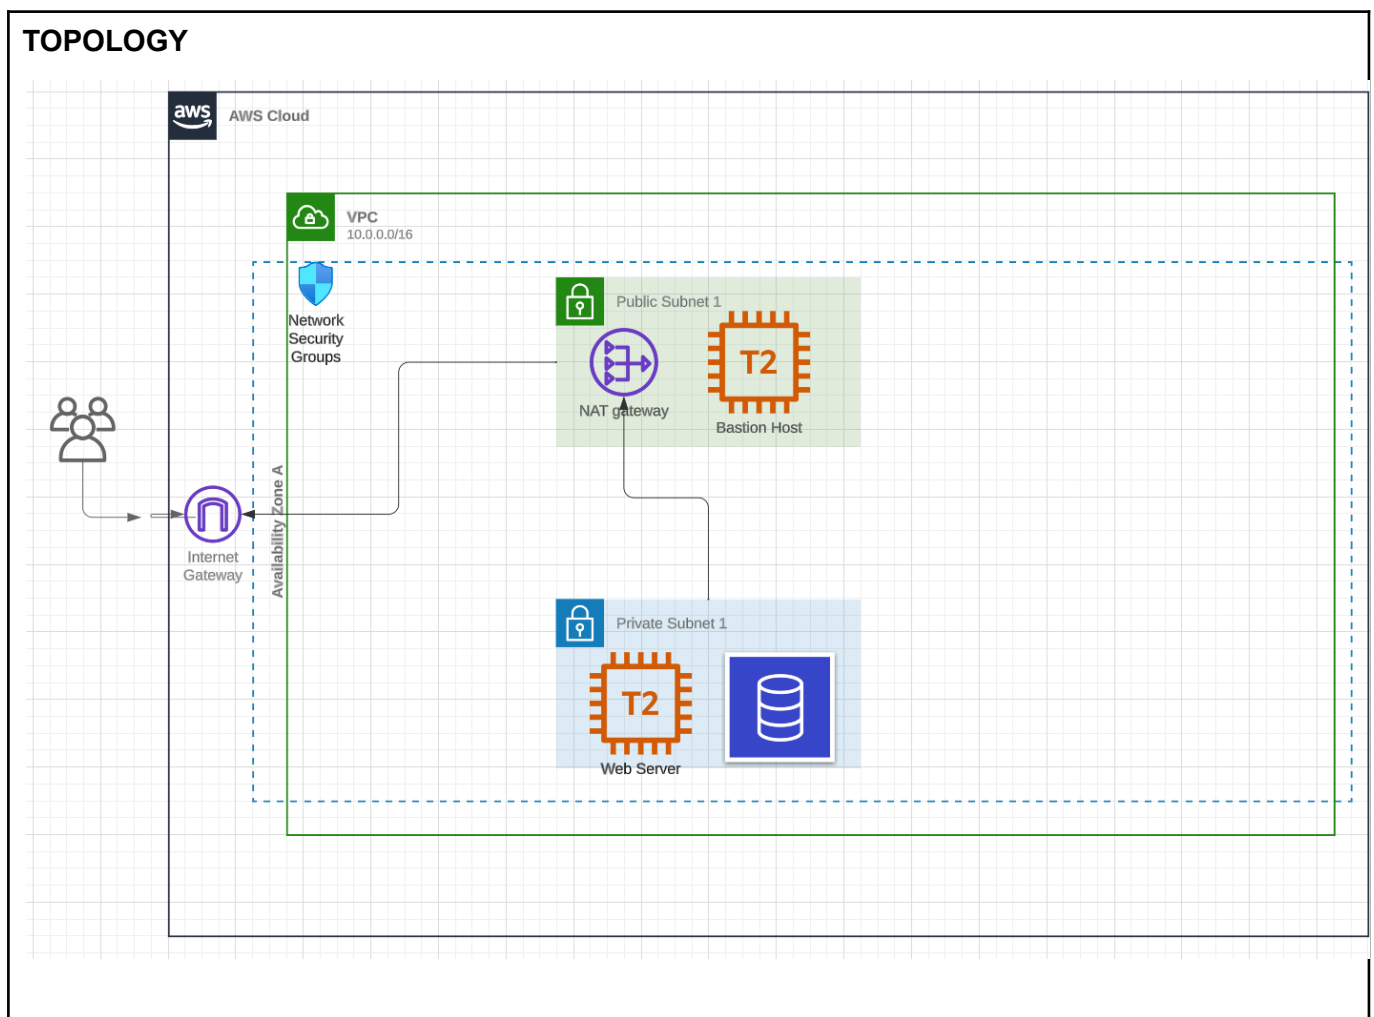 TOPOLOGY
aws
AWS Cloud
VPC
10.0.0.0/16
Network
Security
Groups
Public Subnet 1
T2
NAT gateway
Bastion Host
Availability Zone A
Internet
Gateway
Private Subnet 1
T2
Web Server